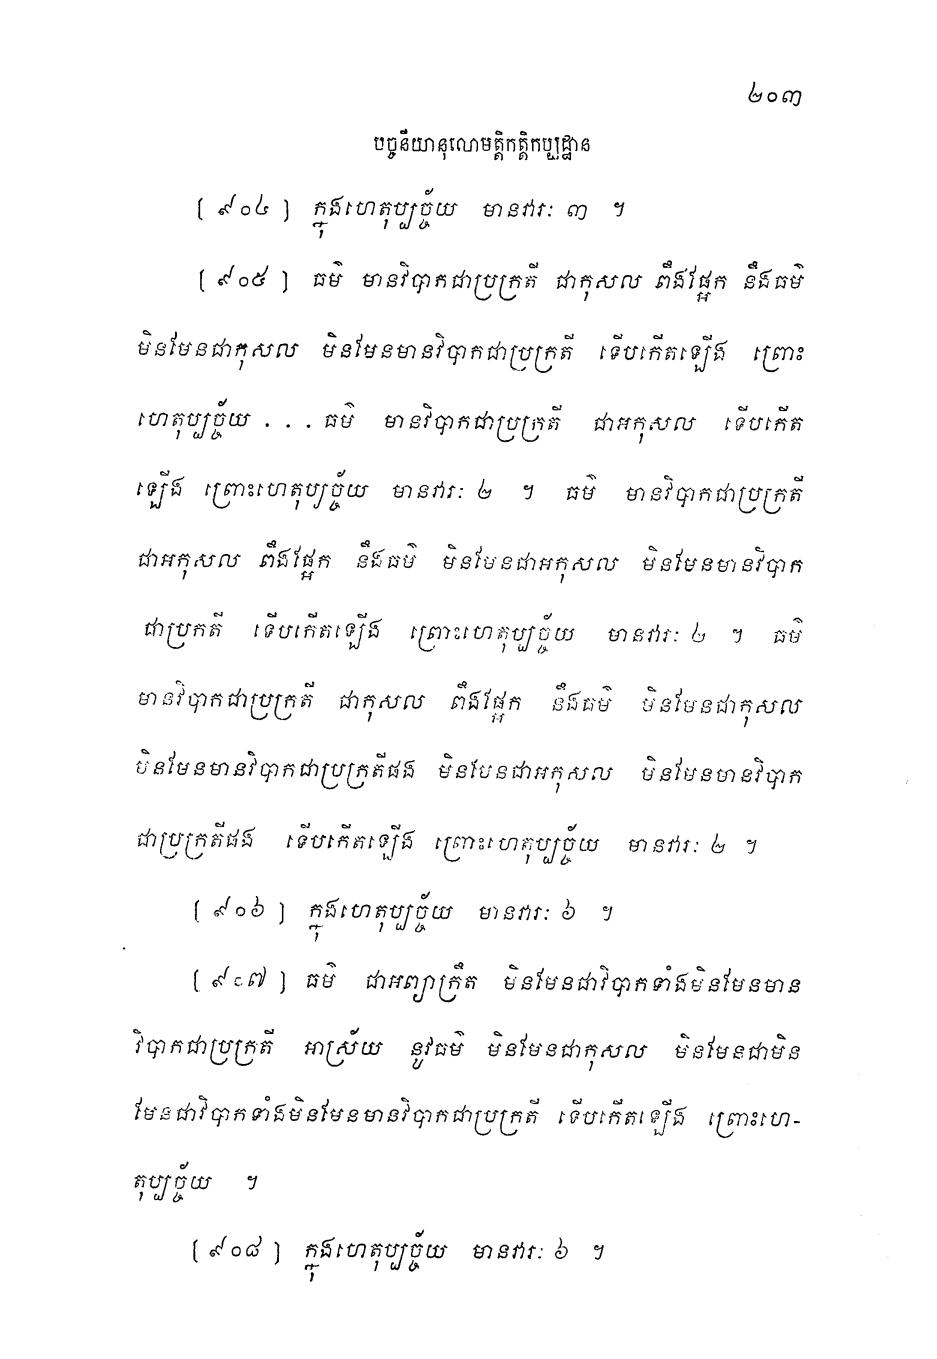 ២០៣
បច្ចនីយានុលោមត្តិកត្តិកប្បដ្ឋាន
[ ៩០៤ ] ក្នុងហេតុប្បច្ច័យ មានវារៈ ៣ ។
[ ៩០៥ ] ធម៌ មានវិបាកជាប្រក្រតី ជាកុសល ពឹងផ្អែក នឹងធម៌
មិនមែនជាកុសល មិនមែនមានវិបាកជាប្រក្រតី ទើបកើតឡើង ព្រោះ
ហេតុប្បច្ច័យ . . . ធម៌ មានវិបាកជាប្រក្រតី ជាអកុសល ទើបកើត
ឡើង ព្រោះហេតុប្បច្ច័យ មានវារៈ ២ ។ ធម៌ មានវិបាកជាប្រក្រតី
ជាអកុសល ពឹងផ្អែក នឹងធម៌ មិនមែនជាអកុសល មិនមែនមានវិបាក
ជាប្រកតី ទើបកើតឡើង ព្រោះហេតុប្បច្ច័យ មានវារៈ ២ ។ ធម៌
មានវិបាកជាប្រក្រតី ជាកុសល ពឹងផ្អែក នឹងធម៌ មិនមែនជាកុសល
មិនមែនមានវិបាកជាប្រក្រតីផង មិនមែនជាអកុសល មិនមែនមានវិបាក
ជាប្រក្រតីផង ទើបកើតឡើង ព្រោះហេតុប្បច្ច័យ មានវារៈ ២ ។
[ ៩០៦ ] ក្នុងហេតុប្បច្ច័យ មានវារៈ ៦ ។
[ ៩០៧ ] ធម៌ ជាអព្យាក្រឹត មិនមែនជាវិបាកទាំងមិនមែនមាន
វិបាកជាប្រក្រតី អាស្រ័យ នូវធម៌ មិនមែនជាកុសល មិនមែនជាមិន
មែនជាវិបាកទាំងមិនមែនមានវិបាកជាប្រក្រតី ទើបកើតឡើង ព្រោះហេ-
តុប្បច្ច័យ ។
[ ៩០៨ ] ក្នុងហេតុប្បច្ច័យ មានវារៈ ៦ ។